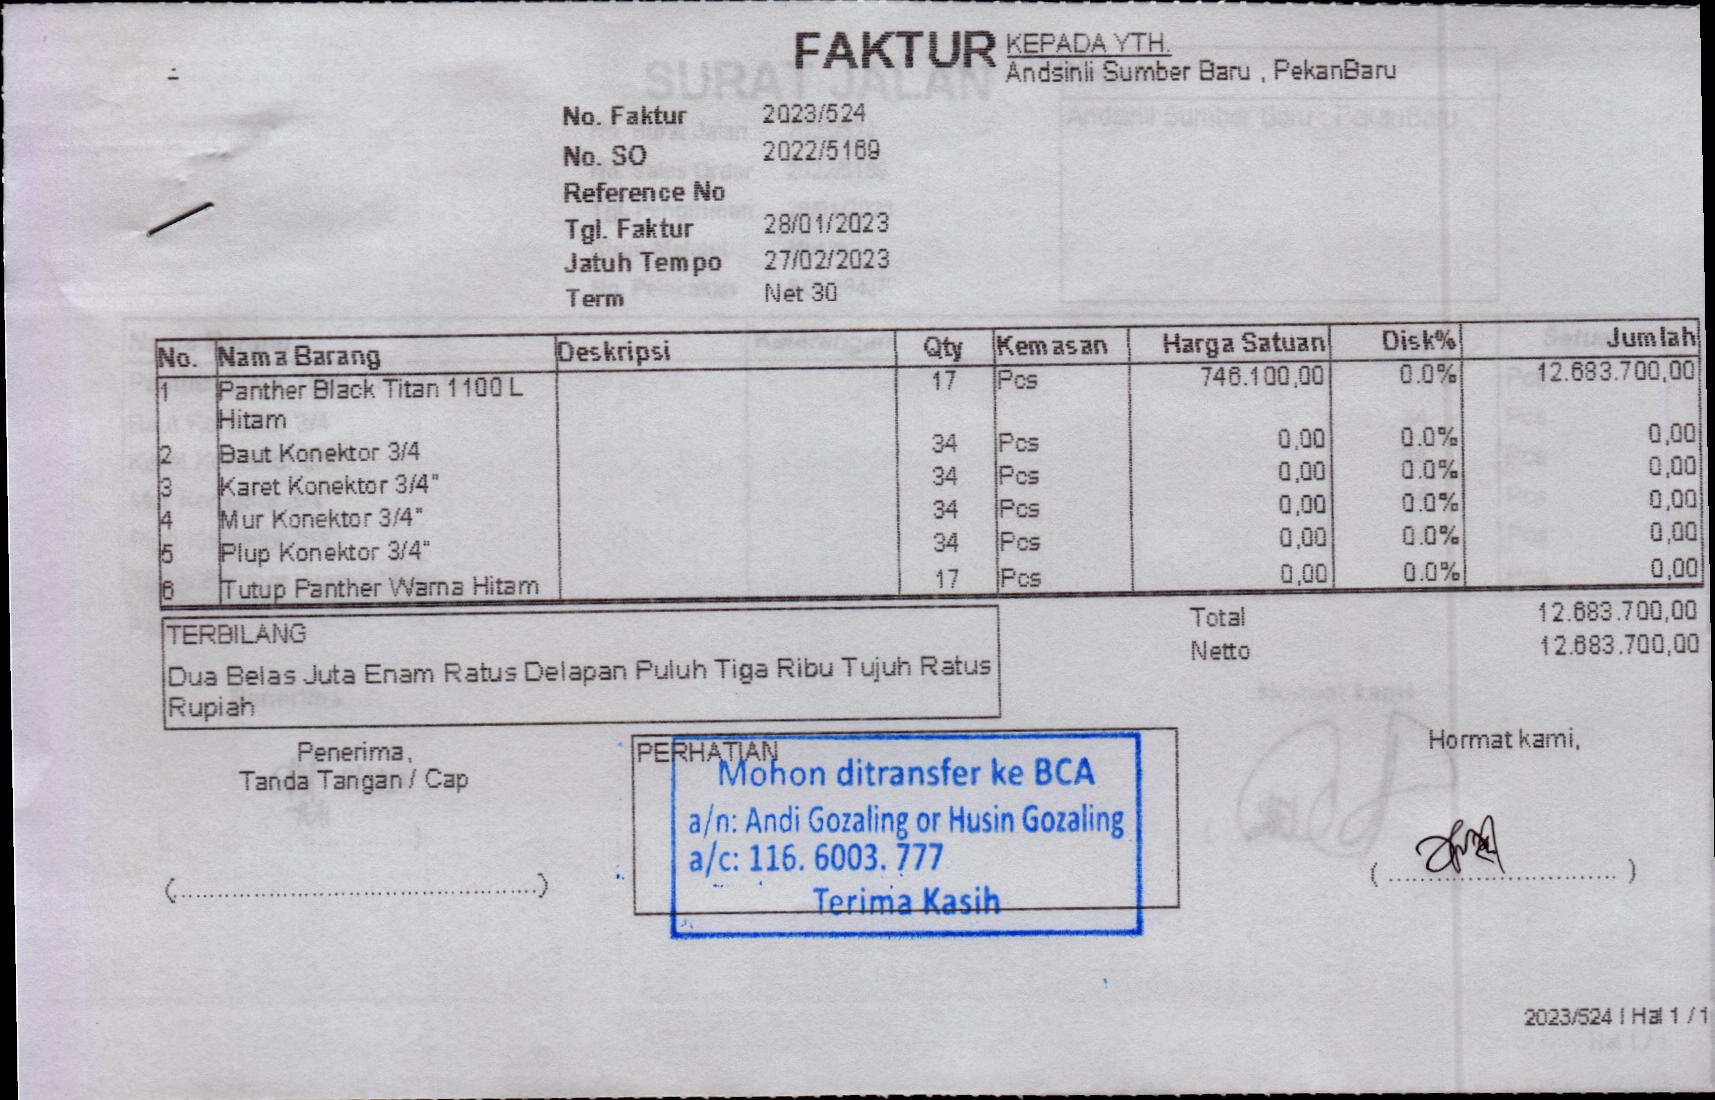 FAKTUR
KEPADA YTH.
Andsinli Sumber Baru , PekanBaru
No. Faktur 2023/524
No. SO 2022/5169
Reference No
Tgl. Faktur 28/01/2023
Jatuh Tempo 27/02/2023
Term Net 30
No. Nama Barang Deskripsi Qty Kemasan Harga Satuan Disk% Jumlah
1 Panther Black Titan 1100 L 17 Pcs 746.100,00 0.0% 12.683.700,00
Hitam
2 Baut Konektor 3/4 34 Pcs 0,00 0.0% 0,00
3 Karet Konektor 3/4" 34 Pcs 0,00 0.0% 0,00
4 Mur Konektor 3/4" 34 Pcs 0,00 0.0% 0,00
5 Plup Konektor 3/4" 34 Pcs 0,00 0.0% 0,00
6 Tutup Panther Warna Hitam 17 Pcs 0,00 0.0% 0,00
Total 12.683.700,00
Netto 12.683.700,00
TERBILANG
Dua Belas Juta Enam Ratus Delapan Puluh Tiga Ribu Tujuh Ratus
Rupiah
Penerima,
Tanda Tangan / Cap
(..................................................)
PERHATIAN
Mohon ditransfer ke BCA
a/n: Andi Gozaling or Husin Gozaling
a/c: 116. 6003. 777
Terima Kasih
Hormat kami,
( ................................ )
2023/524 | Hal 1 / 1